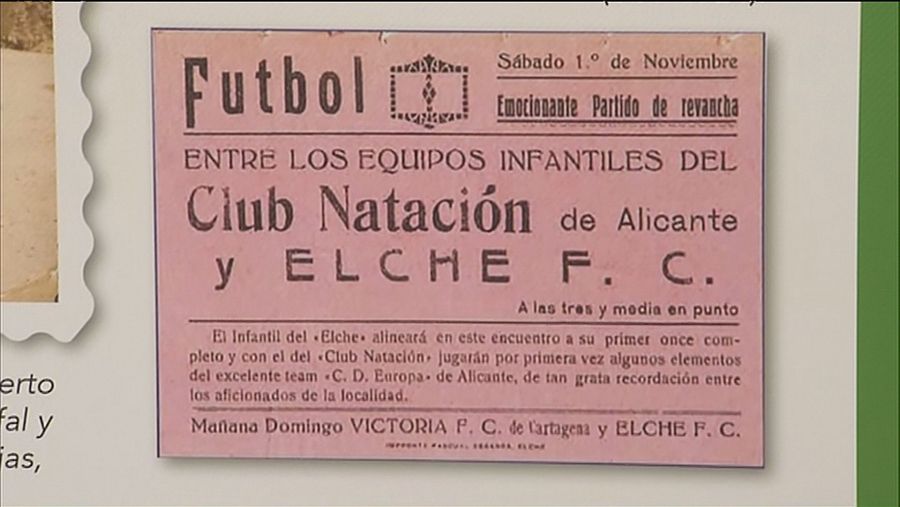 Futbol
Sábado 1.º de Noviembre
Emocionante Partido de revancha
ENTRE LOS EQUIPOS INFANTILES DEL
Club Natación de Alicante
y ELCHE F. C.
A las tres y media en punto
El Infantil del «Elche» alineará en este encuentro a su primer once com-
pleto y con el del «Club Natación» jugarán por primera vez algunos elementos
del excelente team «C. D. Europa» de Alicante, de tan grata recordación entre
los aficionados de la localidad.
Mañana Domingo VICTORIA F. C. de Cartagena y ELCHE F. C.
erto
fal y
ias,